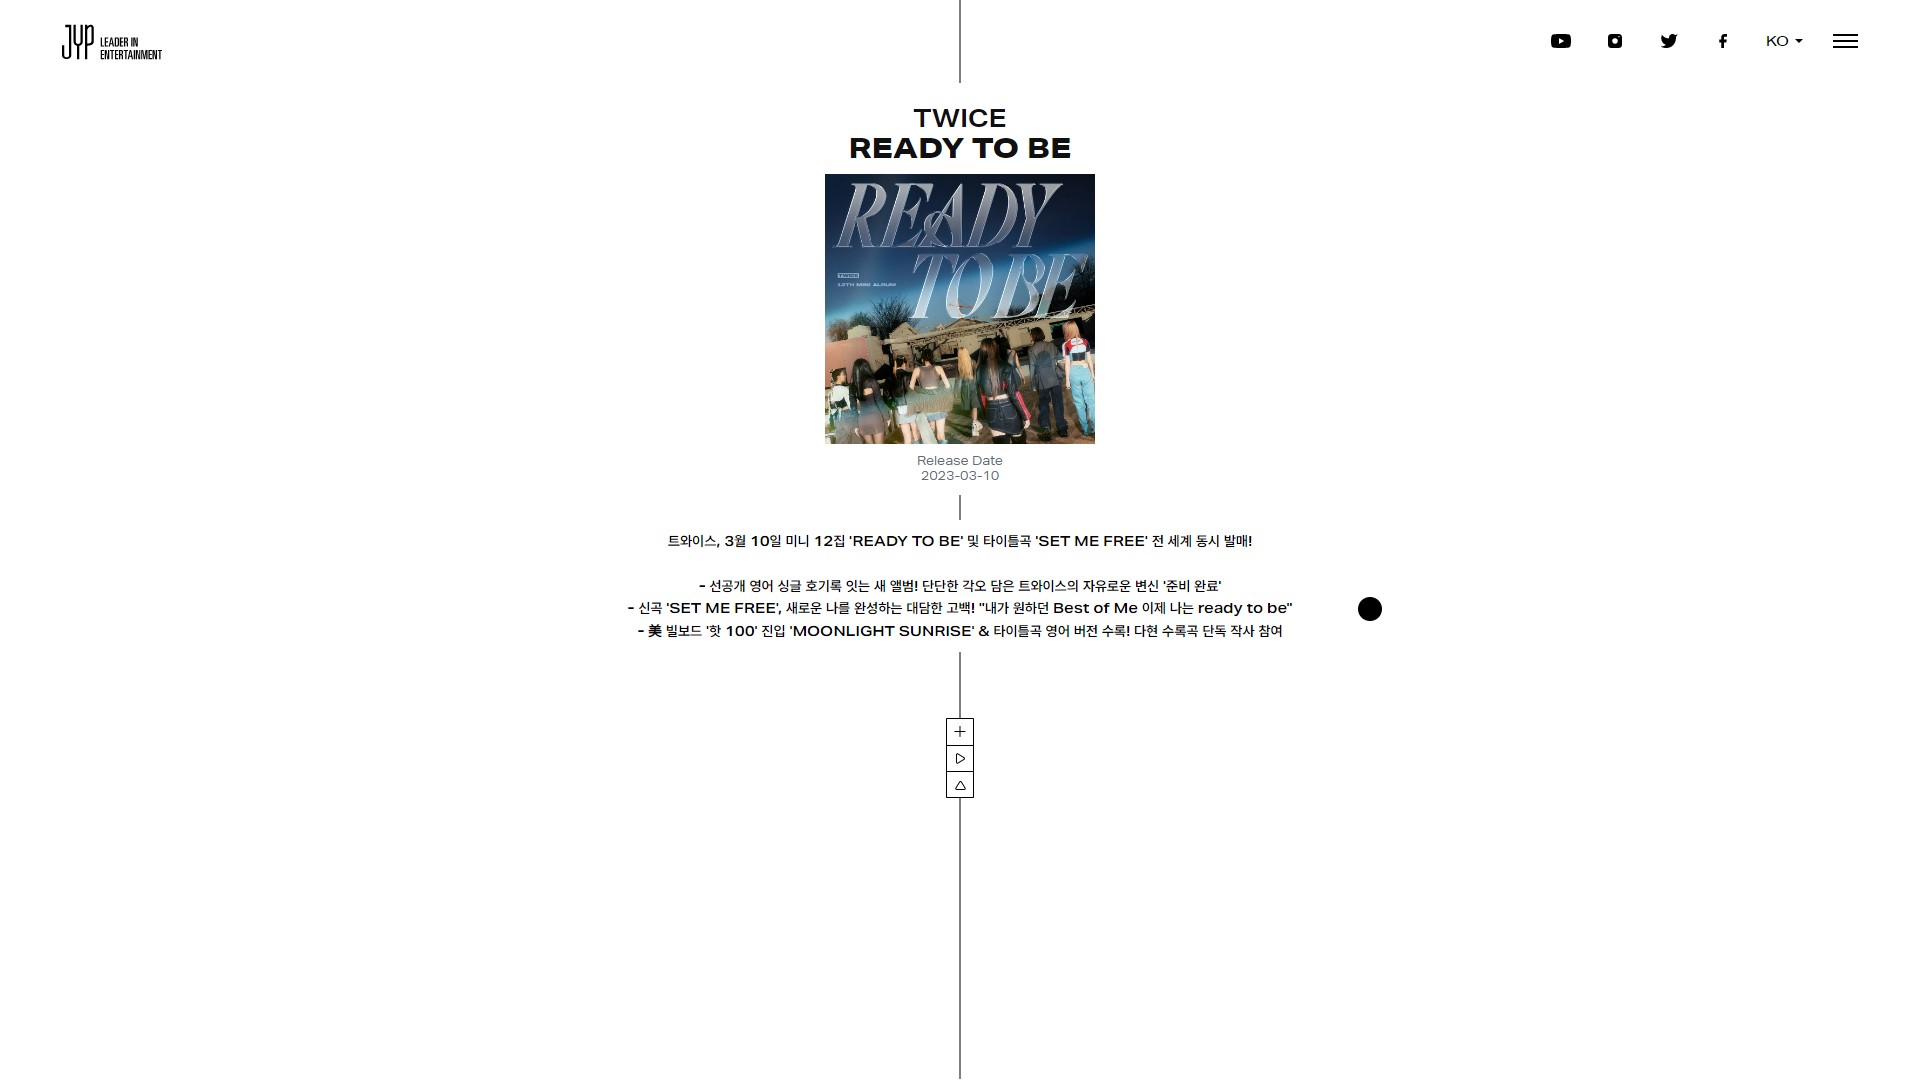 JYP LEADER IN
ENTERTAINMENT
KO
TWICE
READY TO BE
READY
TO BE
TWICE
12TH MINI ALBUM
Release Date
2023-03-10
트와이스, 3월 10일 미니 12집 'READY TO BE' 및 타이틀곡 'SET ME FREE' 전 세계 동시 발매!
- 선공개 영어 싱글 호기록 잇는 새 앨범! 단단한 각오 담은 트와이스의 자유로운 변신 '준비 완료'
- 신곡 'SET ME FREE', 새로운 나를 완성하는 대담한 고백! "내가 원하던 Best of Me 이제 나는 ready to be"
- 美 빌보드 '핫 100' 진입 'MOONLIGHT SUNRISE' & 타이틀곡 영어 버전 수록! 다현 수록곡 단독 작사 참여